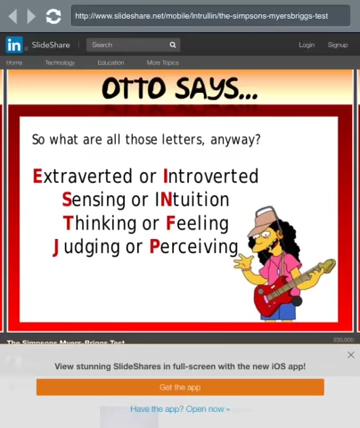 http://www.slideshare.net/mobile/lntrullin/the-simpsons-myersbriggs-test
in SlideShare Search Login Signup
Home Technology Education More Topics
OTTO SAYS...
So what are all those letters, anyway?
Extraverted or Introverted
Sensing or INtuition
Thinking or Feeling
Judging or Perceiving
The Simpsons Myers-Briggs Test
View stunning SlideShares in full-screen with the new iOS app!
Get the app
Have the app? Open now »